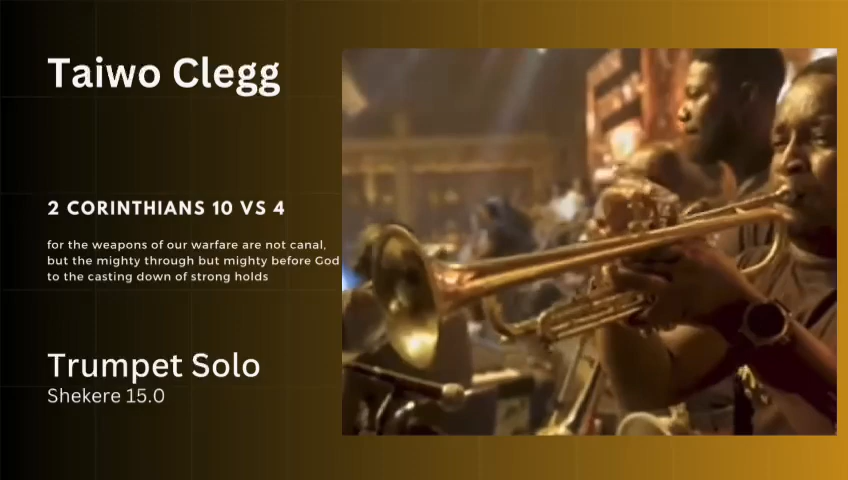 Taiwo Clegg
2 CORINTHIANS 10 VS 4
for the weapons of our warfare are not canal,
but the mighty through but mighty before God
to the casting down of strong holds
Trumpet Solo
Shekere 15.0